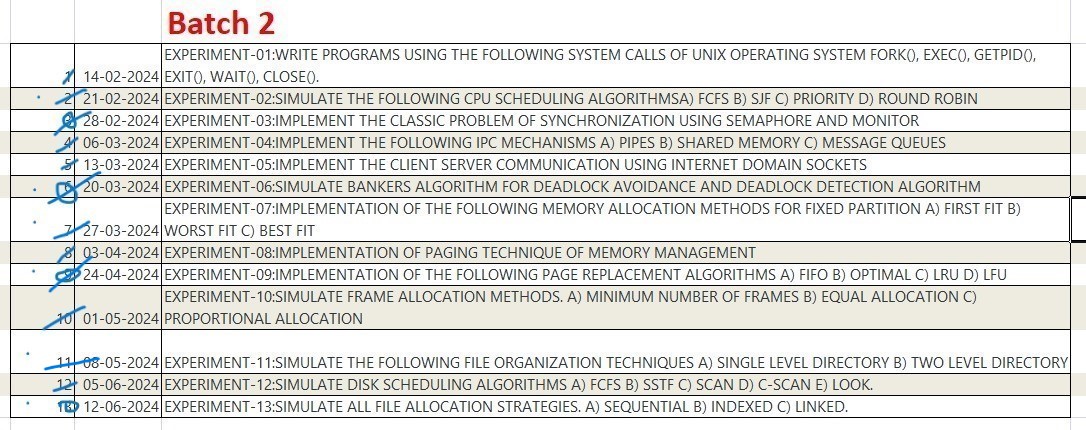 Batch 2
EXPERIMENT-01:WRITE PROGRAMS USING THE FOLLOWING SYSTEM CALLS OF UNIX OPERATING SYSTEM FORK(), EXEC(), GETPID(),
1 14-02-2024 EXIT(), WAIT(), CLOSE().
2 21-02-2024 EXPERIMENT-02:SIMULATE THE FOLLOWING CPU SCHEDULING ALGORITHMSA) FCFS B) SJF C) PRIORITY D) ROUND ROBIN
3 28-02-2024 EXPERIMENT-03:IMPLEMENT THE CLASSIC PROBLEM OF SYNCHRONIZATION USING SEMAPHORE AND MONITOR
4 06-03-2024 EXPERIMENT-04:IMPLEMENT THE FOLLOWING IPC MECHANISMS A) PIPES B) SHARED MEMORY C) MESSAGE QUEUES
5 13-03-2024 EXPERIMENT-05:IMPLEMENT THE CLIENT SERVER COMMUNICATION USING INTERNET DOMAIN SOCKETS
6 20-03-2024 EXPERIMENT-06:SIMULATE BANKERS ALGORITHM FOR DEADLOCK AVOIDANCE AND DEADLOCK DETECTION ALGORITHM
EXPERIMENT-07:IMPLEMENTATION OF THE FOLLOWING MEMORY ALLOCATION METHODS FOR FIXED PARTITION A) FIRST FIT B)
7 27-03-2024 WORST FIT C) BEST FIT
8 03-04-2024 EXPERIMENT-08:IMPLEMENTATION OF PAGING TECHNIQUE OF MEMORY MANAGEMENT
9 24-04-2024 EXPERIMENT-09:IMPLEMENTATION OF THE FOLLOWING PAGE REPLACEMENT ALGORITHMS A) FIFO B) OPTIMAL C) LRU D) LFU
EXPERIMENT-10:SIMULATE FRAME ALLOCATION METHODS. A) MINIMUM NUMBER OF FRAMES B) EQUAL ALLOCATION C)
10 01-05-2024 PROPORTIONAL ALLOCATION
11 08-05-2024 EXPERIMENT-11:SIMULATE THE FOLLOWING FILE ORGANIZATION TECHNIQUES A) SINGLE LEVEL DIRECTORY B) TWO LEVEL DIRECTORY
12 05-06-2024 EXPERIMENT-12:SIMULATE DISK SCHEDULING ALGORITHMS A) FCFS B) SSTF C) SCAN D) C-SCAN E) LOOK.
13 12-06-2024 EXPERIMENT-13:SIMULATE ALL FILE ALLOCATION STRATEGIES. A) SEQUENTIAL B) INDEXED C) LINKED.